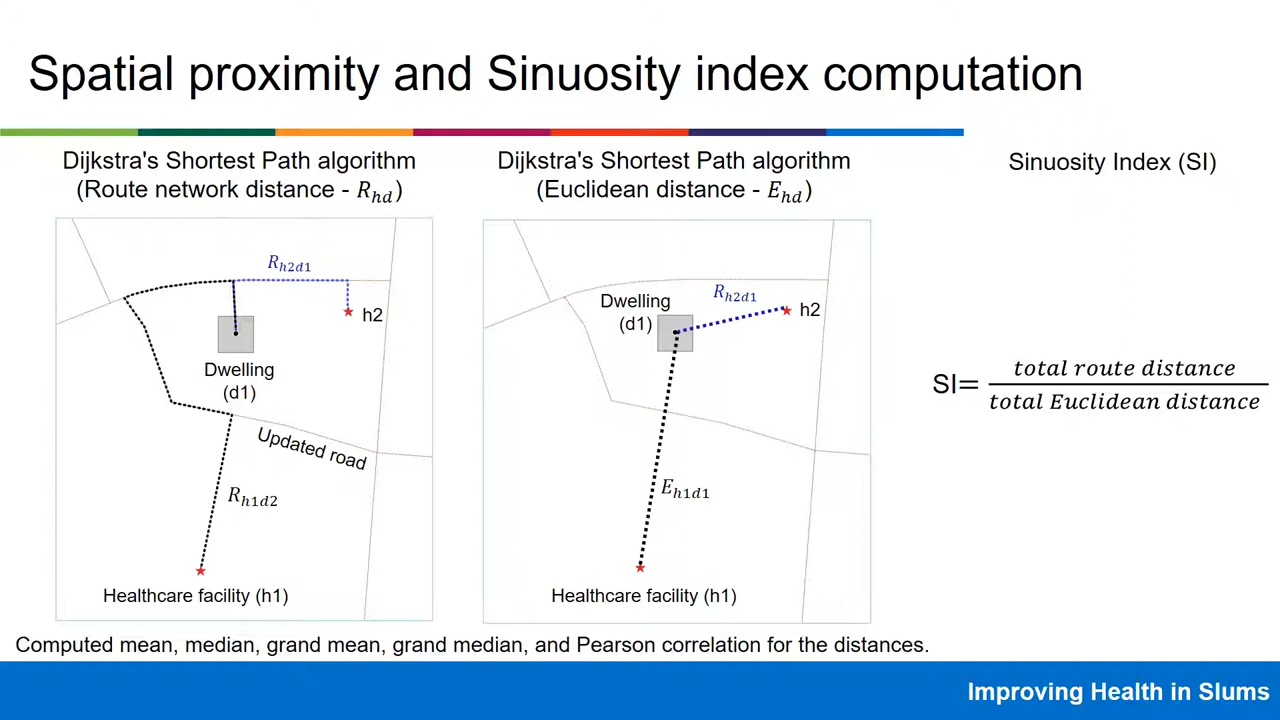 Spatial proximity and Sinuosity index computation
Dijkstra's Shortest Path algorithm
(Route network distance - R_hd)
R_h2d1
h2
Dwelling
(d1)
Updated road
R_h1d2
Healthcare facility (h1)
Dijkstra's Shortest Path algorithm
(Euclidean distance - E_hd)
Dwelling
(d1)
R_h2d1
h2
E_h1d1
Healthcare facility (h1)
Sinuosity Index (SI)
SI= total route distance
total Euclidean distance
Computed mean, median, grand mean, grand median, and Pearson correlation for the distances.
Improving Health in Slums